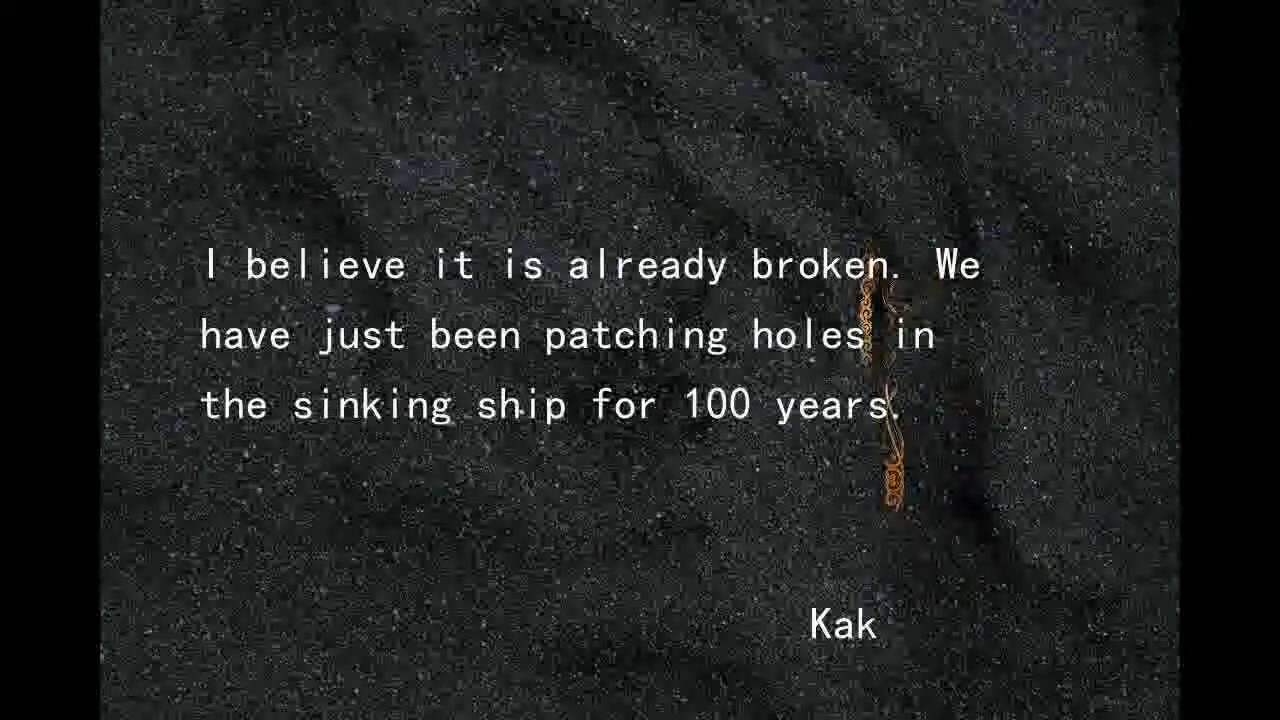 I believe it is already broken. We
have just been patching holes in
the sinking ship for 100 years.
Kak